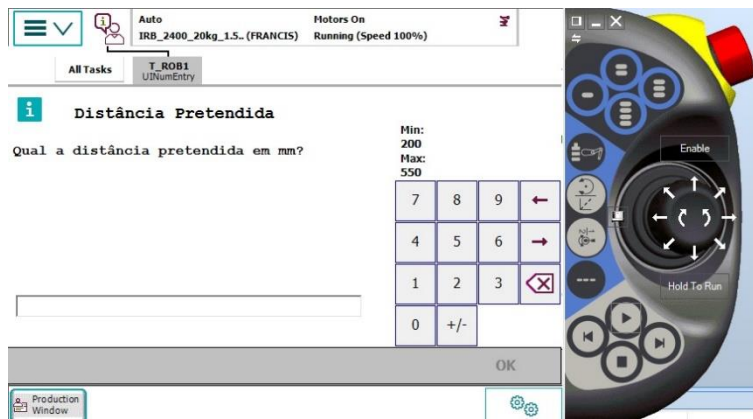 Auto
Motors On
IRB_2400_20kg_1.5.. (FRANCIS)
Running (Speed 100%)
All Tasks
T_ROB1
UINumEntry
i
Distância Pretendida
Qual a distância pretendida em mm?
Min:
200
Max:
550
7 8 9
4 5 6
1 2 3
0 +/-
OK
Production
Window
Enable
Hold To Run